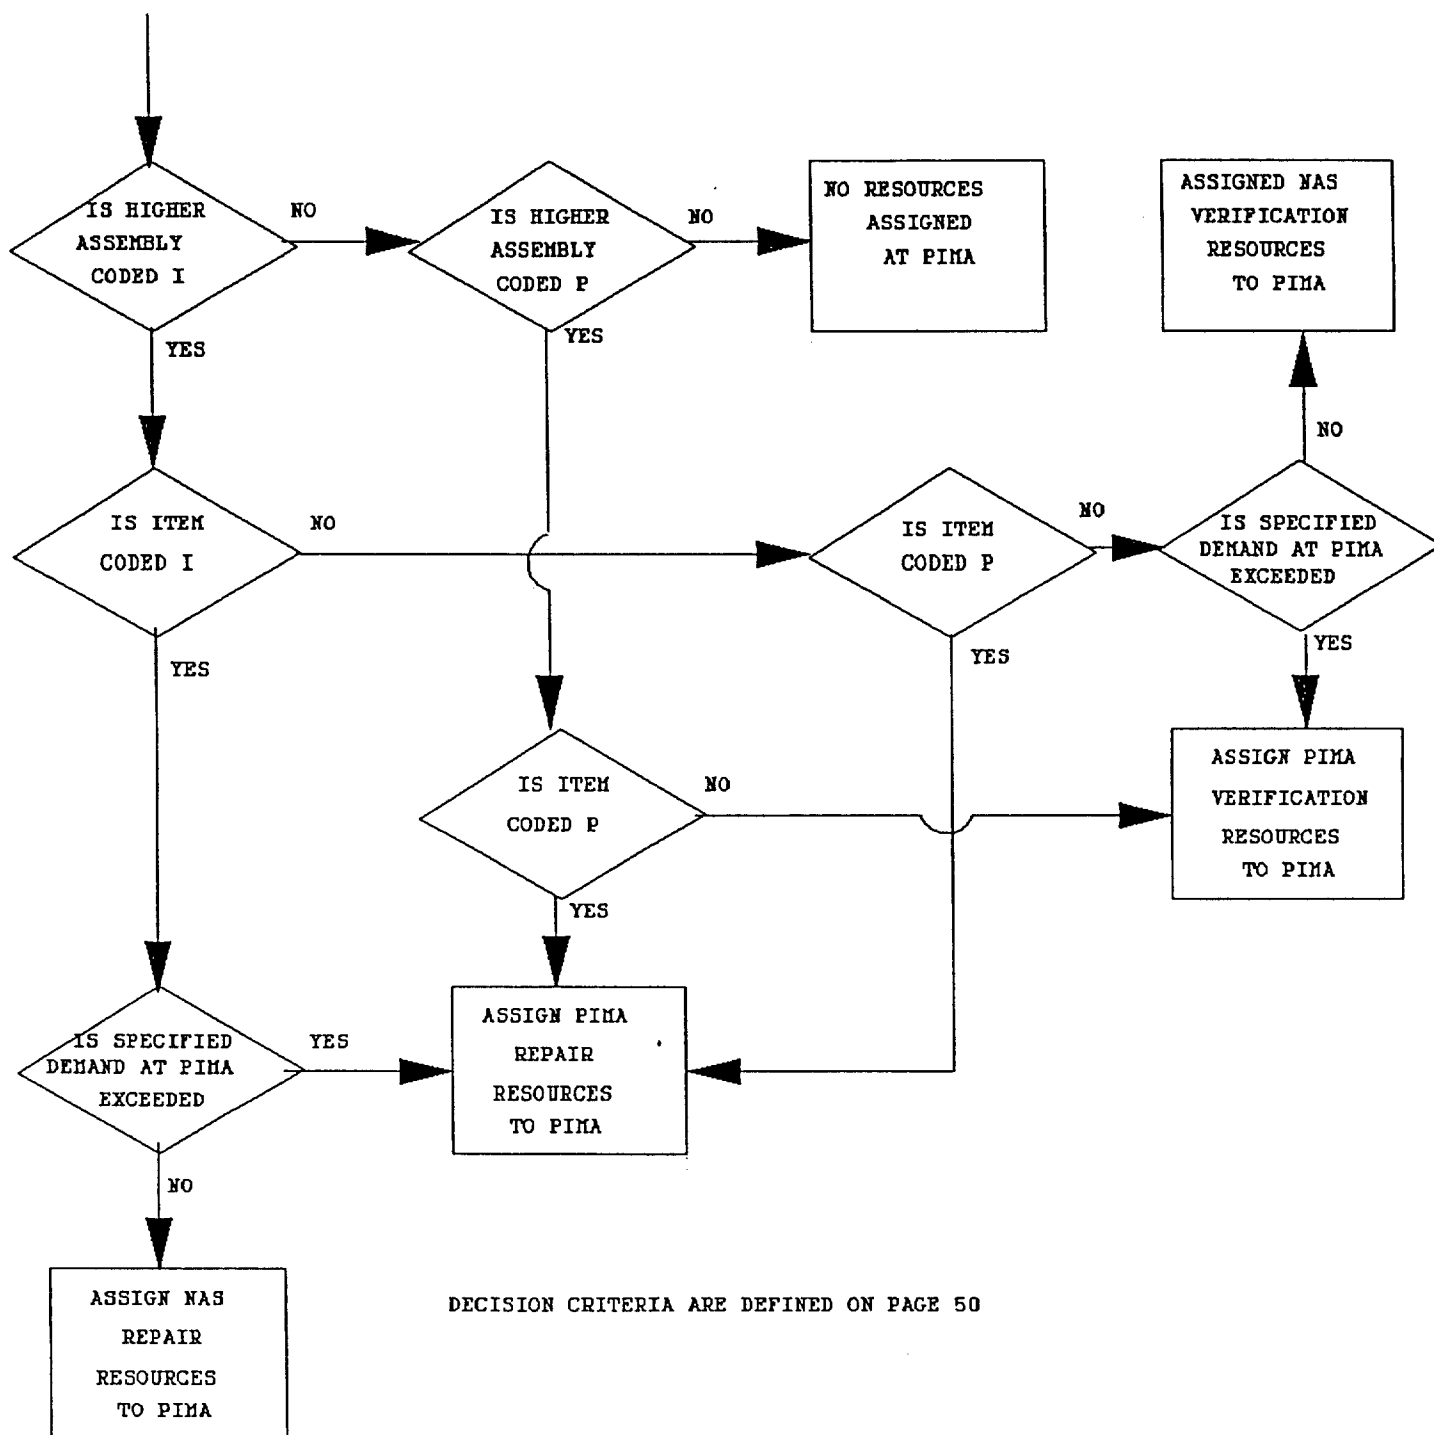 IS HIGHER
ASSEMBLY
CODED I
NO
YES
IS HIGHER
ASSEMBLY
CODED P
NO
YES
NO RESOURCES
ASSIGNED
AT PIMA
ASSIGNED NAS
VERIFICATION
RESOURCES
TO PIMA
NO
IS ITEM
CODED I
NO
YES
IS ITEM
CODED P
NO
YES
IS SPECIFIED
DEMAND AT PIMA
EXCEEDED
YES
IS ITEM
CODED P
NO
YES
ASSIGN PIMA
VERIFICATION
RESOURCES
TO PIMA
IS SPECIFIED
DEMAND AT PIMA
EXCEEDED
YES
NO
ASSIGN PIMA
REPAIR
RESOURCES
TO PIMA
ASSIGN NAS
REPAIR
RESOURCES
TO PIMA
DECISION CRITERIA ARE DEFINED ON PAGE 50